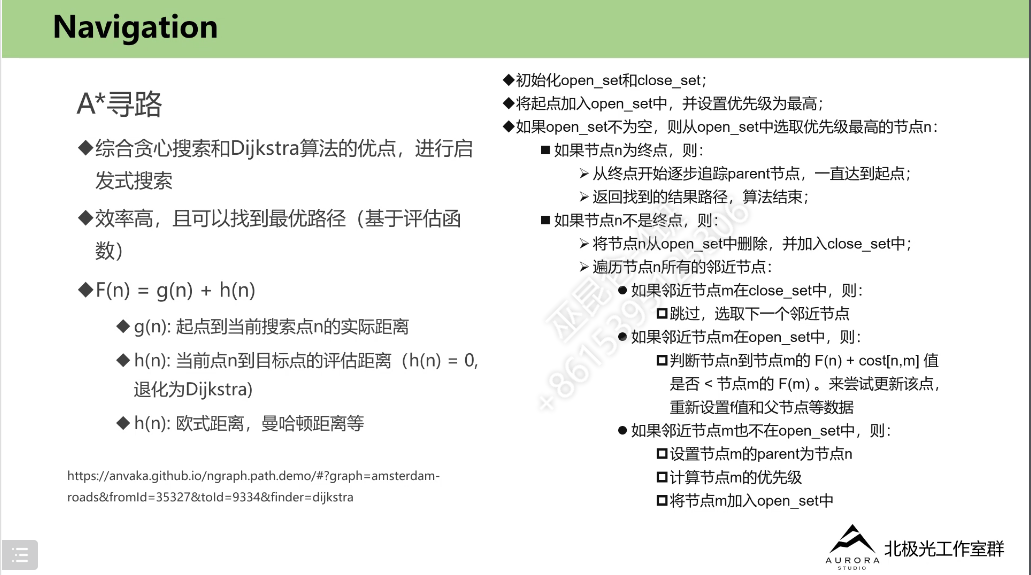 Navigation
A*寻路
◆综合贪心搜索和Dijkstra算法的优点，进行启
发式搜索
◆效率高，且可以找到最优路径（基于评估函
数）
◆F(n) = g(n) + h(n)
◆g(n): 起点到当前搜索点n的实际距离
◆h(n): 当前点n到目标点的评估距离（h(n) = 0,
退化为Dijkstra）
◆h(n): 欧式距离，曼哈顿距离等
https://anvaka.github.io/ngraph.path.demo/#?graph=amsterdam-
roads&fromId=35327&toId=9334&finder=dijkstra
◆初始化open_set和close_set；
◆将起点加入open_set中，并设置优先级为最高；
◆如果open_set不为空，则从open_set中选取优先级最高的节点n：
■如果节点n为终点，则：
➢从终点开始逐步追踪parent节点，一直达到起点；
➢返回找到的结果路径，算法结束；
■如果节点n不是终点，则：
➢将节点n从open_set中删除，并加入close_set中；
➢遍历节点n所有的邻近节点：
●如果邻近节点m在close_set中，则：
跳过，选取下一个邻近节点
●如果邻近节点m在open_set中，则：
判断节点n到节点m的 F(n) + cost[n,m] 值
是否 < 节点m的 F(m) 。来尝试更新该点，
重新设置f值和父节点等数据
●如果邻近节点m也不在open_set中，则：
设置节点m的parent为节点n
计算节点m的优先级
将节点m加入open_set中
AURORA
STUDIO
北极光工作室群